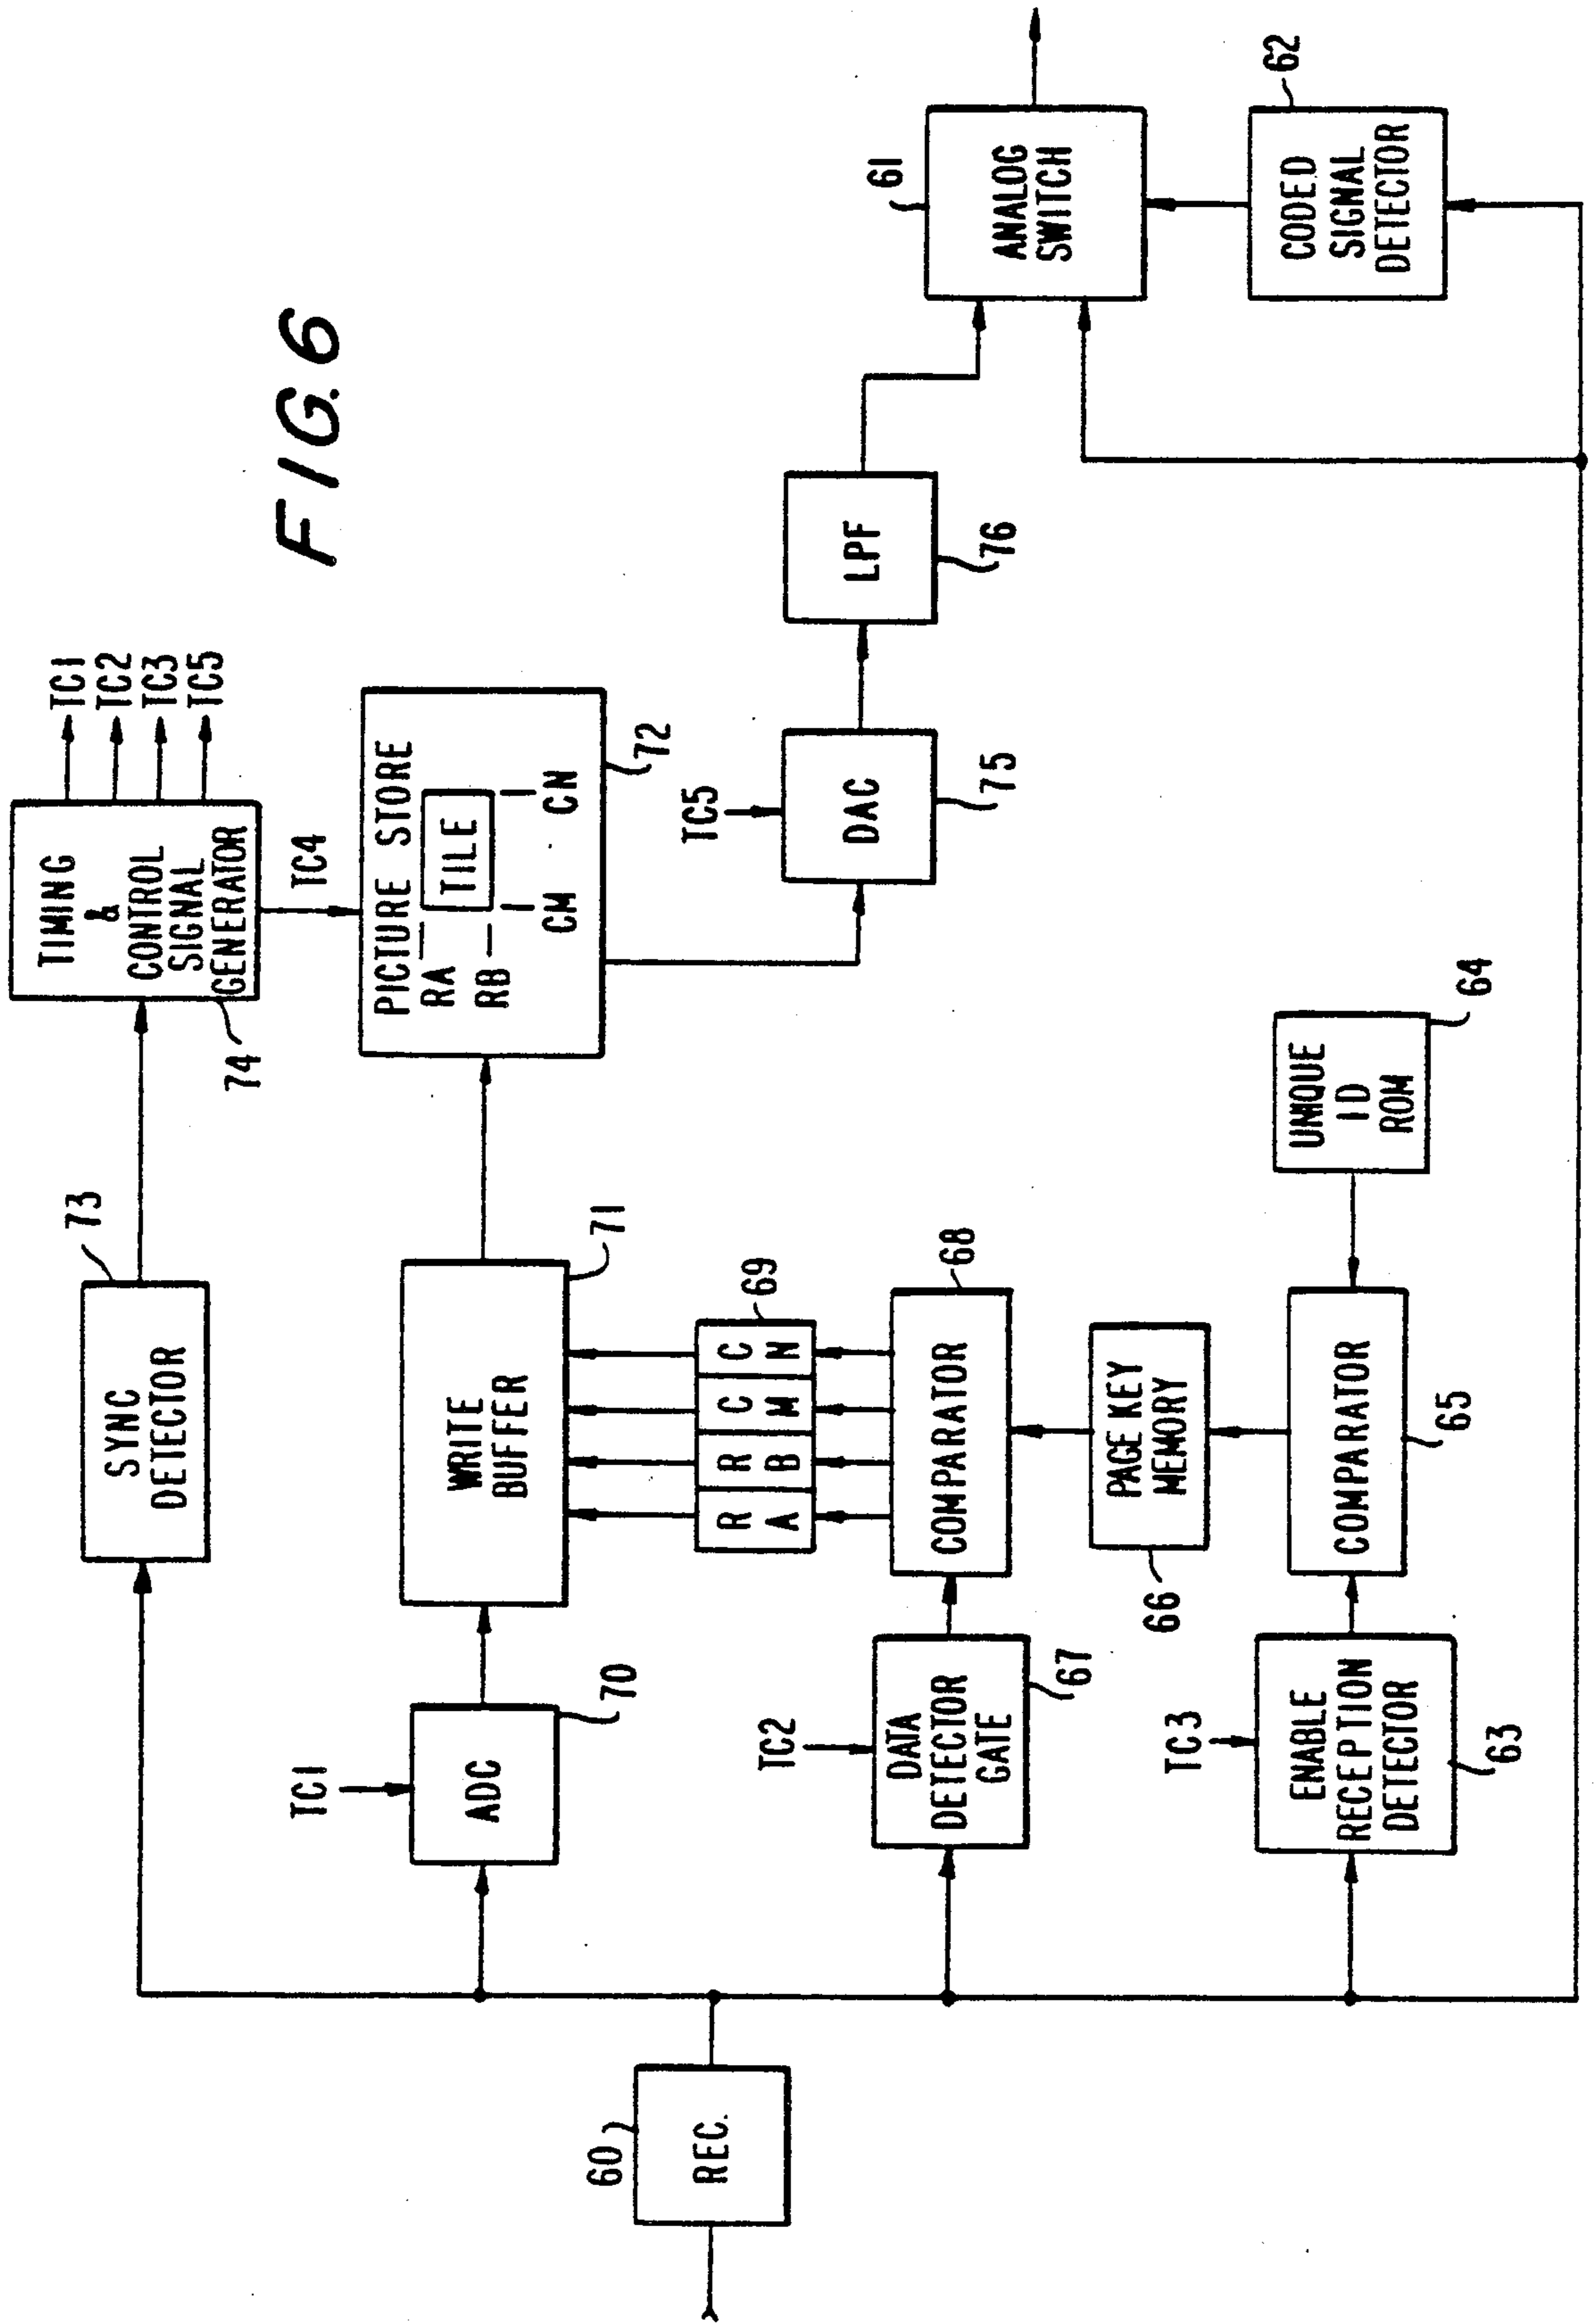 FIG. 6
TIMING
&
CONTROL
SIGNAL
GENERATOR
74
TC1
TC2
TC3
TC5
TC4
SYNC
DETECTOR
73
PICTURE STORE
RA
TILE
RB
CM
CN
72
WRITE
BUFFER
71
ADC
70
TC1
R A
R B
C M
C N
69
COMPARATOR
68
DATA
DETECTOR
GATE
67
TC2
PAGE KEY
MEMORY
66
COMPARATOR
65
UNIQUE
ID
ROM
64
ENABLE
RECEPTION
DETECTOR
63
TC3
REC.
60
TC5
DAC
75
LPF
76
ANALOG
SWITCH
61
CODED
SIGNAL
DETECTOR
62